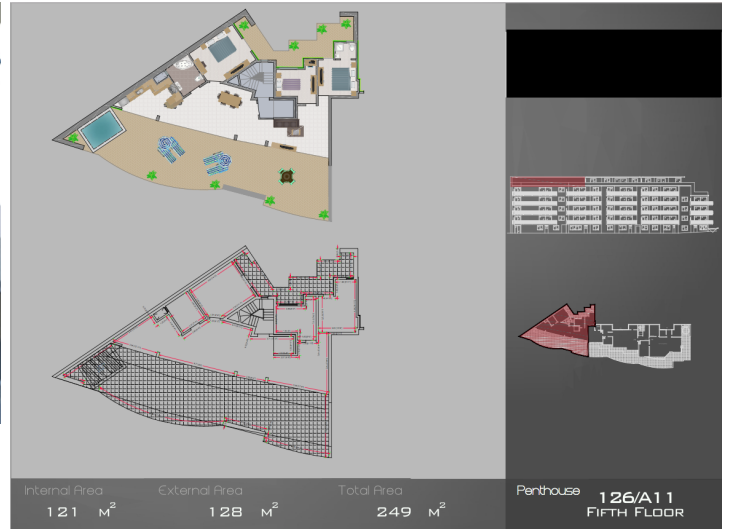 Internal Area
121 M²
External Area
128 M²
Total Area
249 M²
Penthouse 126/A11
Fifth Floor